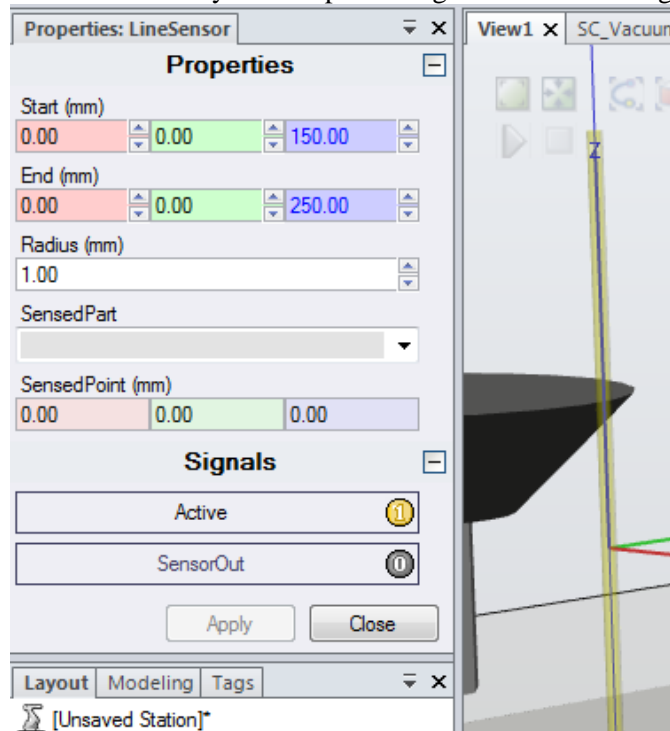 Properties: LineSensor
Properties
Start (mm)
0.00 0.00 150.00
End (mm)
0.00 0.00 250.00
Radius (mm)
1.00
SensedPart
SensedPoint (mm)
0.00 0.00 0.00
Signals
Active 1
SensorOut 0
Apply Close
Layout Modeling Tags
[Unsaved Station]*
View1 SC_Vacuum
Z